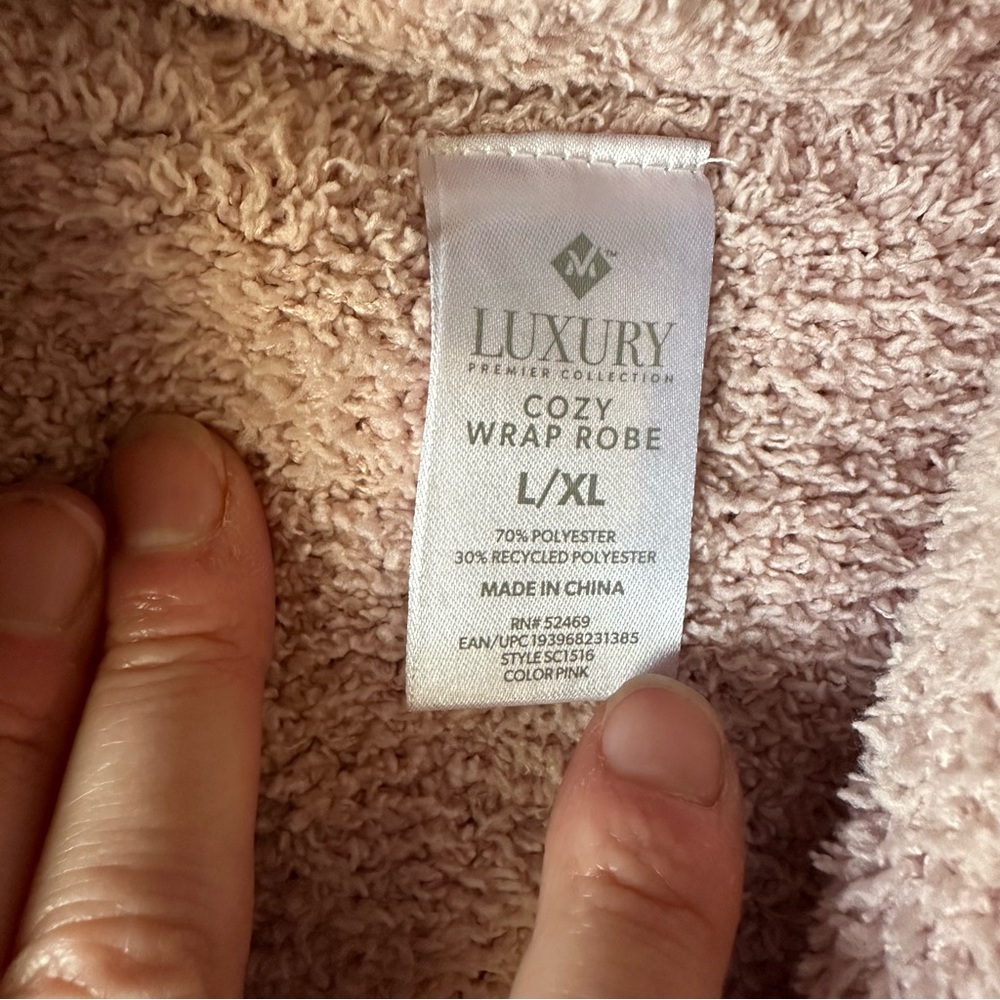 M™
LUXURY
PREMIER COLLECTION
COZY
WRAP ROBE
L/XL
70% POLYESTER
30% RECYCLED POLYESTER
MADE IN CHINA
RN# 52469
EAN/UPC 193968231385
STYLE SC1516
COLOR PINK